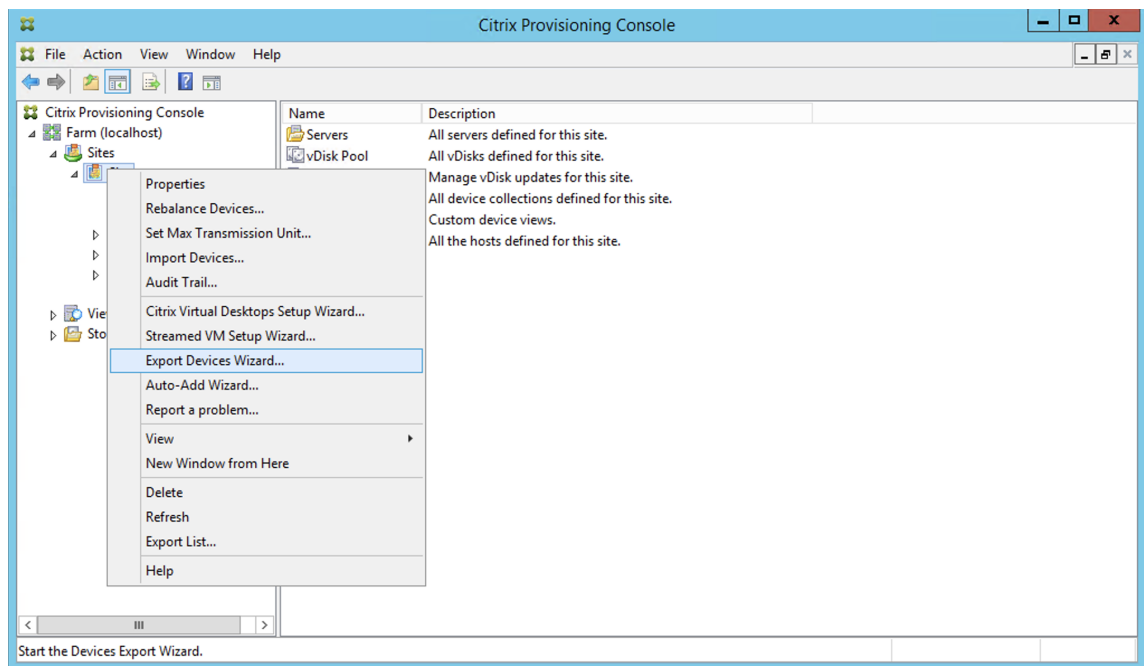 Citrix Provisioning Console
File Action View Window Help
Citrix Provisioning Console
Farm (localhost)
Sites
Name Description
Servers All servers defined for this site.
vDisk Pool All vDisks defined for this site.
Manage vDisk updates for this site.
All device collections defined for this site.
Custom device views.
All the hosts defined for this site.
Properties
Rebalance Devices...
Set Max Transmission Unit...
Import Devices...
Audit Trail...
Citrix Virtual Desktops Setup Wizard...
Streamed VM Setup Wizard...
Export Devices Wizard...
Auto-Add Wizard...
Report a problem...
View
New Window from Here
Delete
Refresh
Export List...
Help
Vie
Sto
Start the Devices Export Wizard.